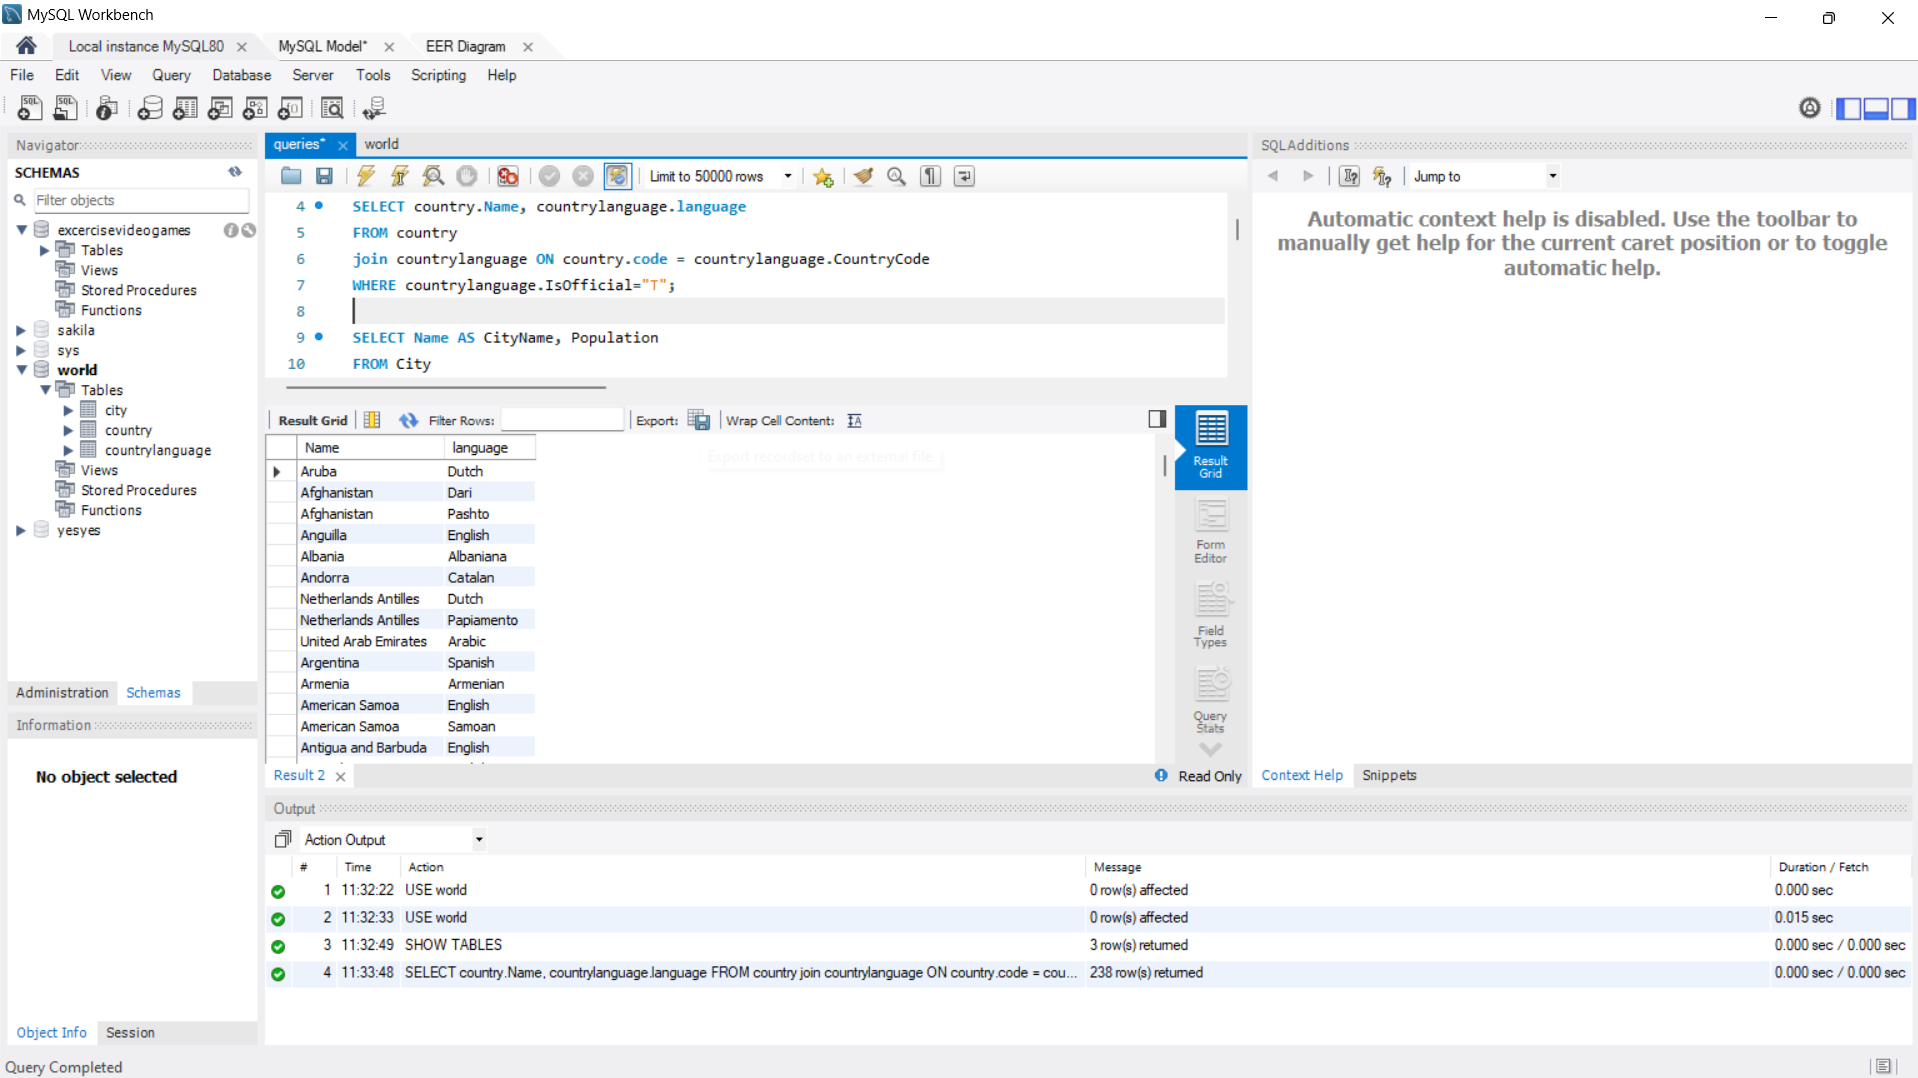 MySQL Workbench
Local instance MySQL80
MySQL Model*
EER Diagram
File Edit View Query Database Server Tools Scripting Help
Navigator
SCHEMAS
Filter objects
excercisevideogames
Tables
Views
Stored Procedures
Functions
sakila
sys
world
Tables
city
country
countrylanguage
Views
Stored Procedures
Functions
yesyes
Administration Schemas
Information
No object selected
Object Info Session
queries* world
Limit to 50000 rows
4 SELECT country.Name, countrylanguage.language
5 FROM country
6 join countrylanguage ON country.code = countrylanguage.CountryCode
7 WHERE countrylanguage.IsOfficial="T";
8
9 SELECT Name AS CityName, Population
10 FROM City
Result Grid Filter Rows: Export: Wrap Cell Content:
Export recordset to an external file
Name language
Aruba Dutch
Afghanistan Dari
Afghanistan Pashto
Anguilla English
Albania Albaniana
Andorra Catalan
Netherlands Antilles Dutch
Netherlands Antilles Papiamento
United Arab Emirates Arabic
Argentina Spanish
Armenia Armenian
American Samoa English
American Samoa Samoan
Antigua and Barbuda English
Result 2
Read Only
Result
Grid
Form
Editor
Field
Types
Query
Stats
SQLAdditions
Jump to
Automatic context help is disabled. Use the toolbar to
manually get help for the current caret position or to toggle
automatic help.
Context Help Snippets
Output
Action Output
# Time Action Message Duration / Fetch
1 11:32:22 USE world 0 row(s) affected 0.000 sec
2 11:32:33 USE world 0 row(s) affected 0.015 sec
3 11:32:49 SHOW TABLES 3 row(s) returned 0.000 sec / 0.000 sec
4 11:33:48 SELECT country.Name, countrylanguage.language FROM country join countrylanguage ON country.code = cou... 238 row(s) returned 0.000 sec / 0.000 sec
Query Completed